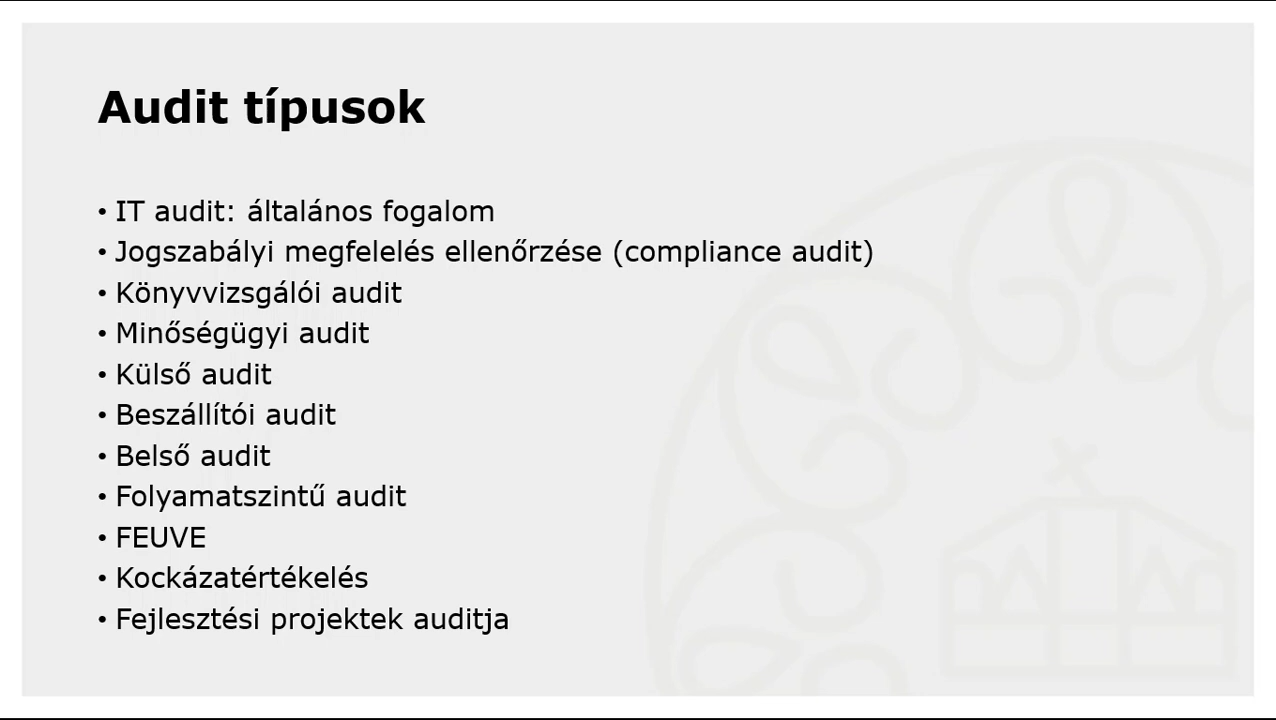 Audit típusok
• IT audit: általános fogalom
• Jogszabályi megfelelés ellenőrzése (compliance audit)
• Könyvvizsgálói audit
• Minőségügyi audit
• Külső audit
• Beszállítói audit
• Belső audit
• Folyamatszintű audit
• FEUVE
• Kockázatértékelés
• Fejlesztési projektek auditja